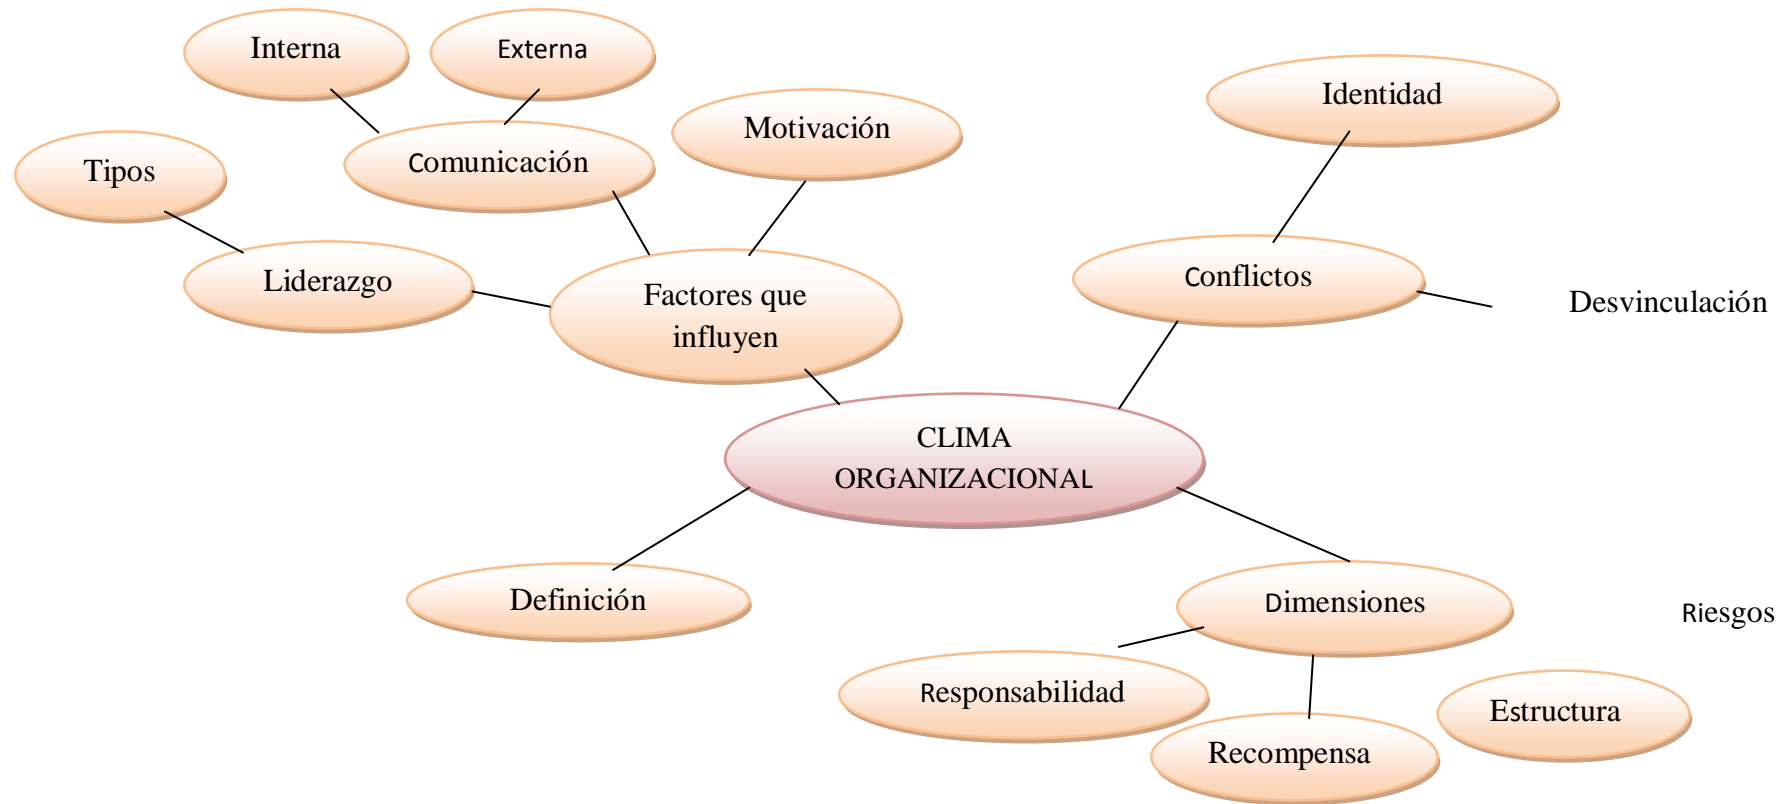 Interna
Externa
Identidad
Motivación
Comunicación
Tipos
Conflictos
Liderazgo
Factores que
influyen
Desvinculación
CLIMA
ORGANIZACIONAL
Definición
Dimensiones
Riesgos
Responsabilidad
Estructura
Recompensa